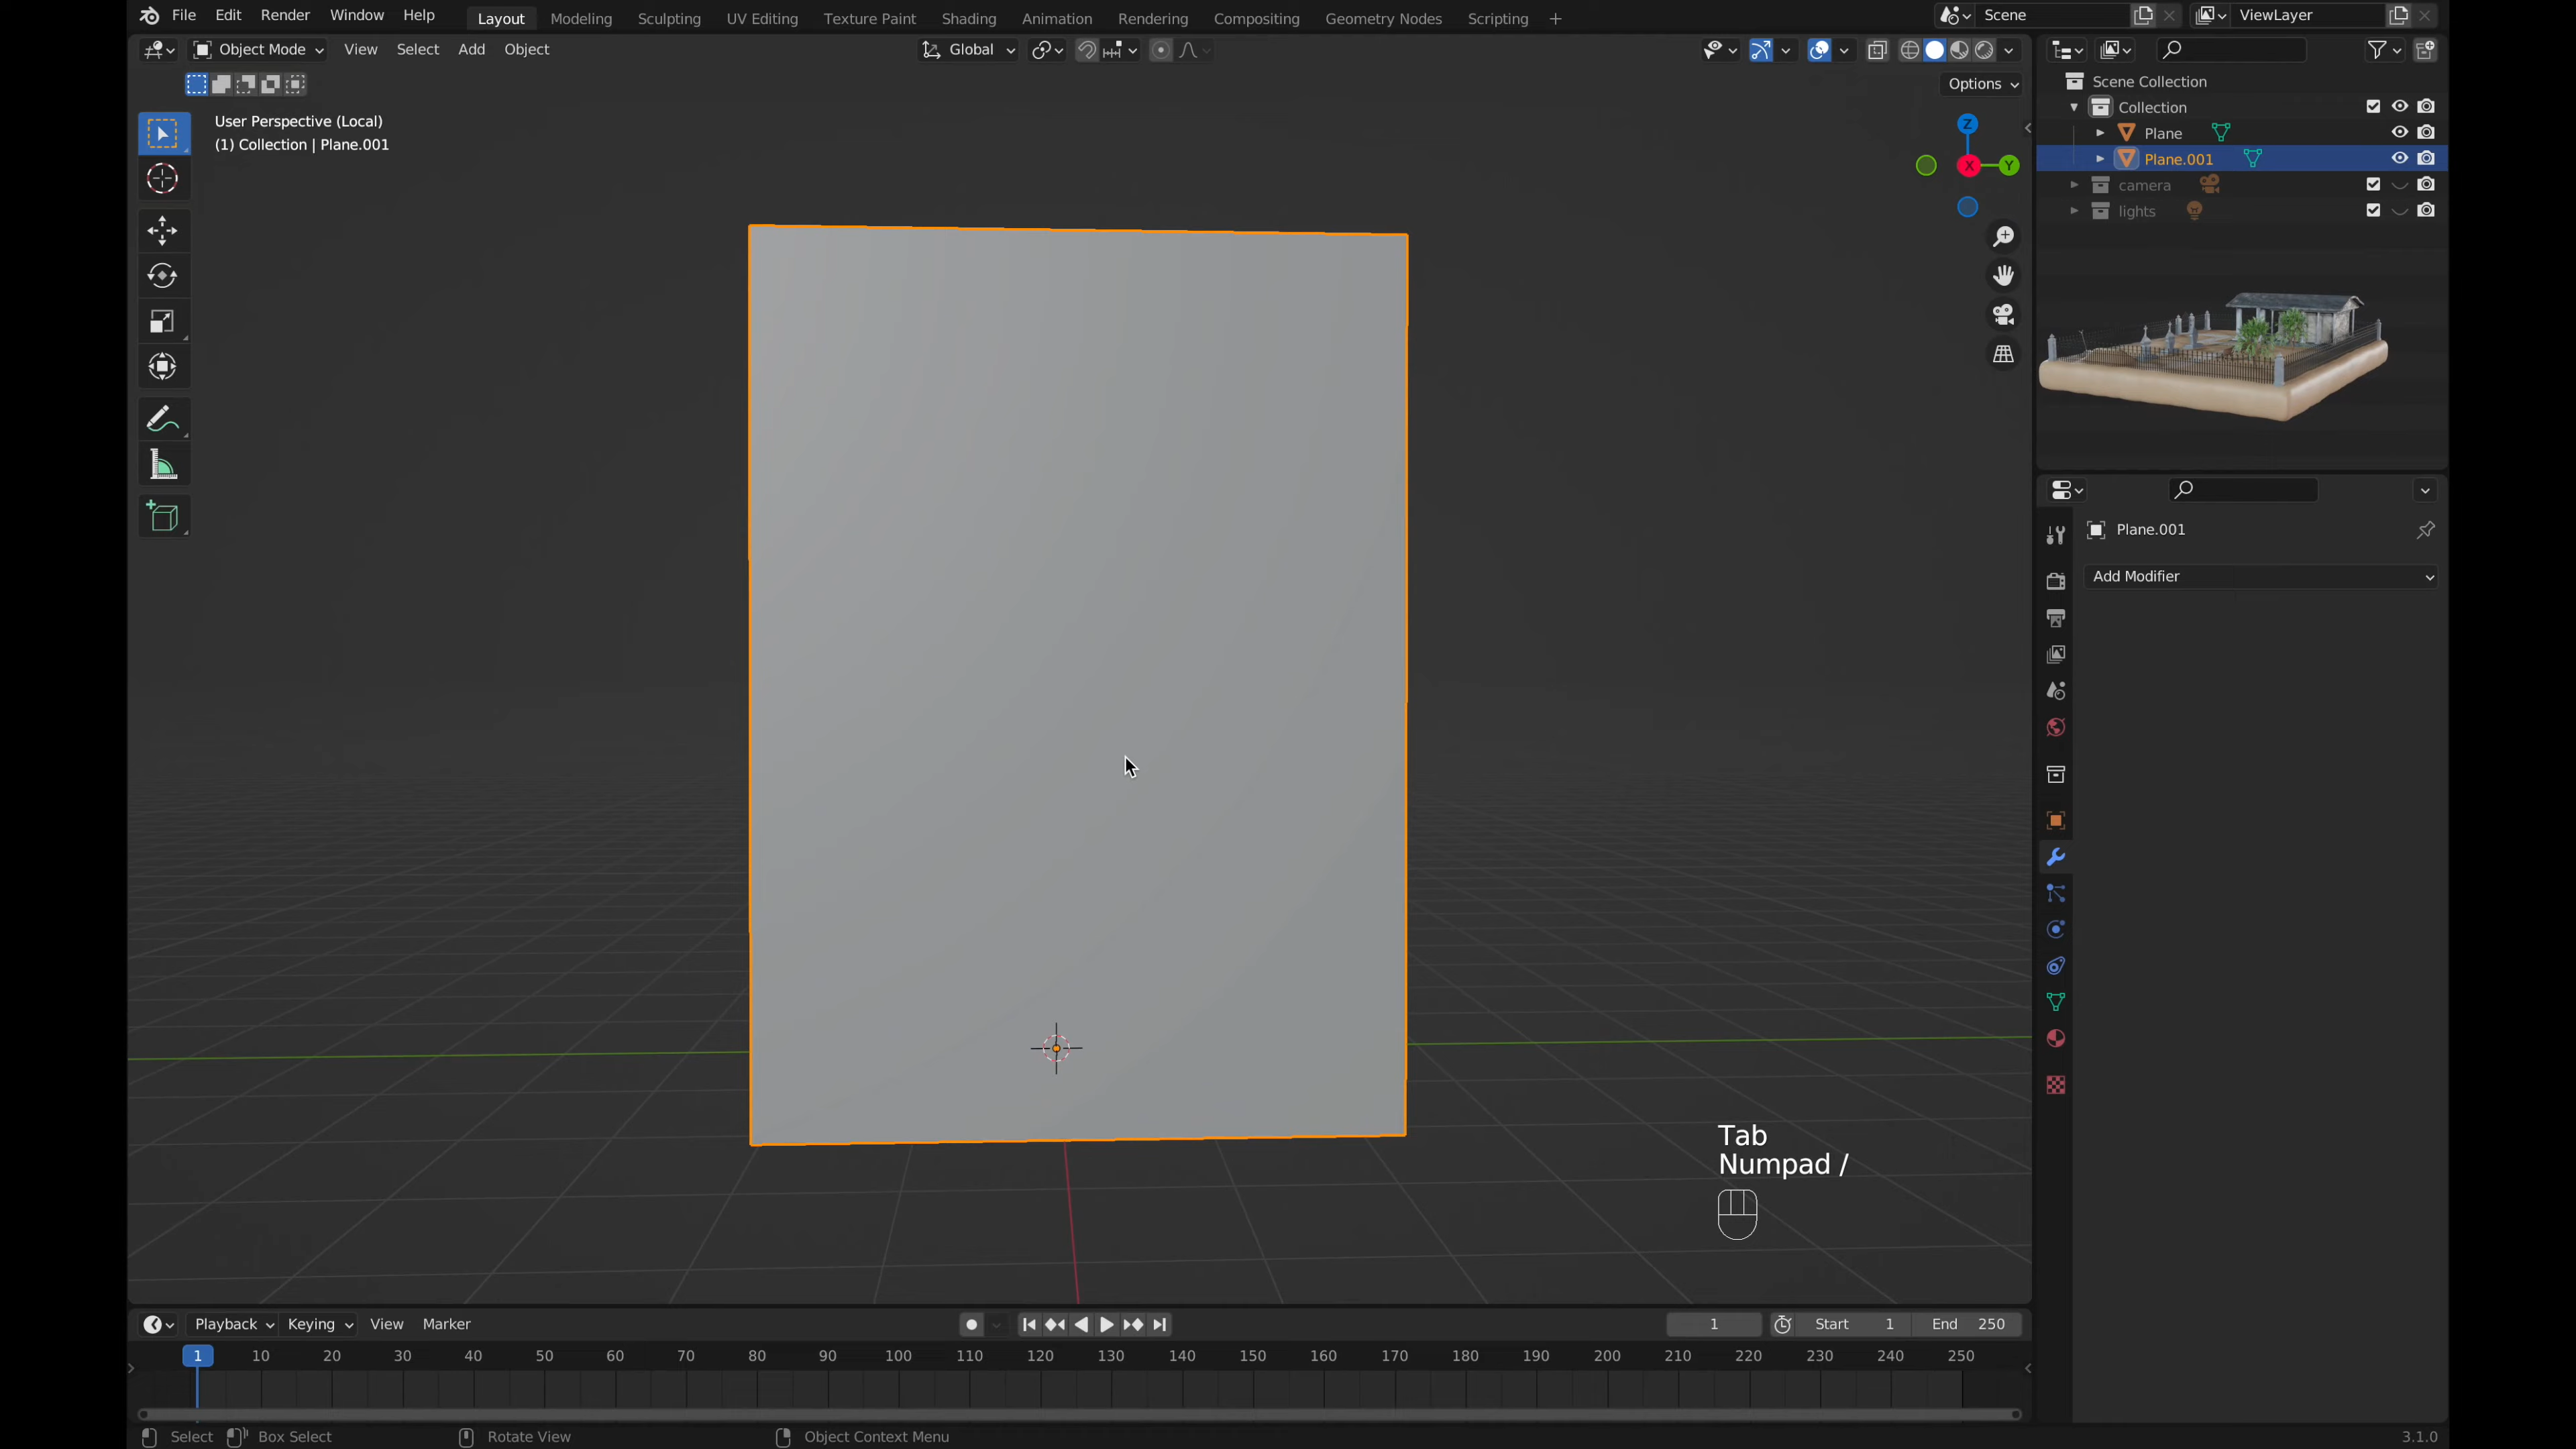 File Edit Render Window Help Layout Modeling Sculpting UV Editing Texture Paint Shading Animation Rendering Compositing Geometry Nodes Scripting + Scene ViewLayer
Object Mode View Select Add Object Global
Options
User Perspective (Local)
(1) Collection | Plane.001
Z
X Y
Scene Collection
Collection
Plane
Plane.001
camera
lights
Plane.001
Add Modifier
Tab
Numpad /
Playback Keying View Marker 1 Start 1 End 250
1 10 20 30 40 50 60 70 80 90 100 110 120 130 140 150 160 170 180 190 200 210 220 230 240 250
Select Box Select Rotate View Object Context Menu 3.1.0